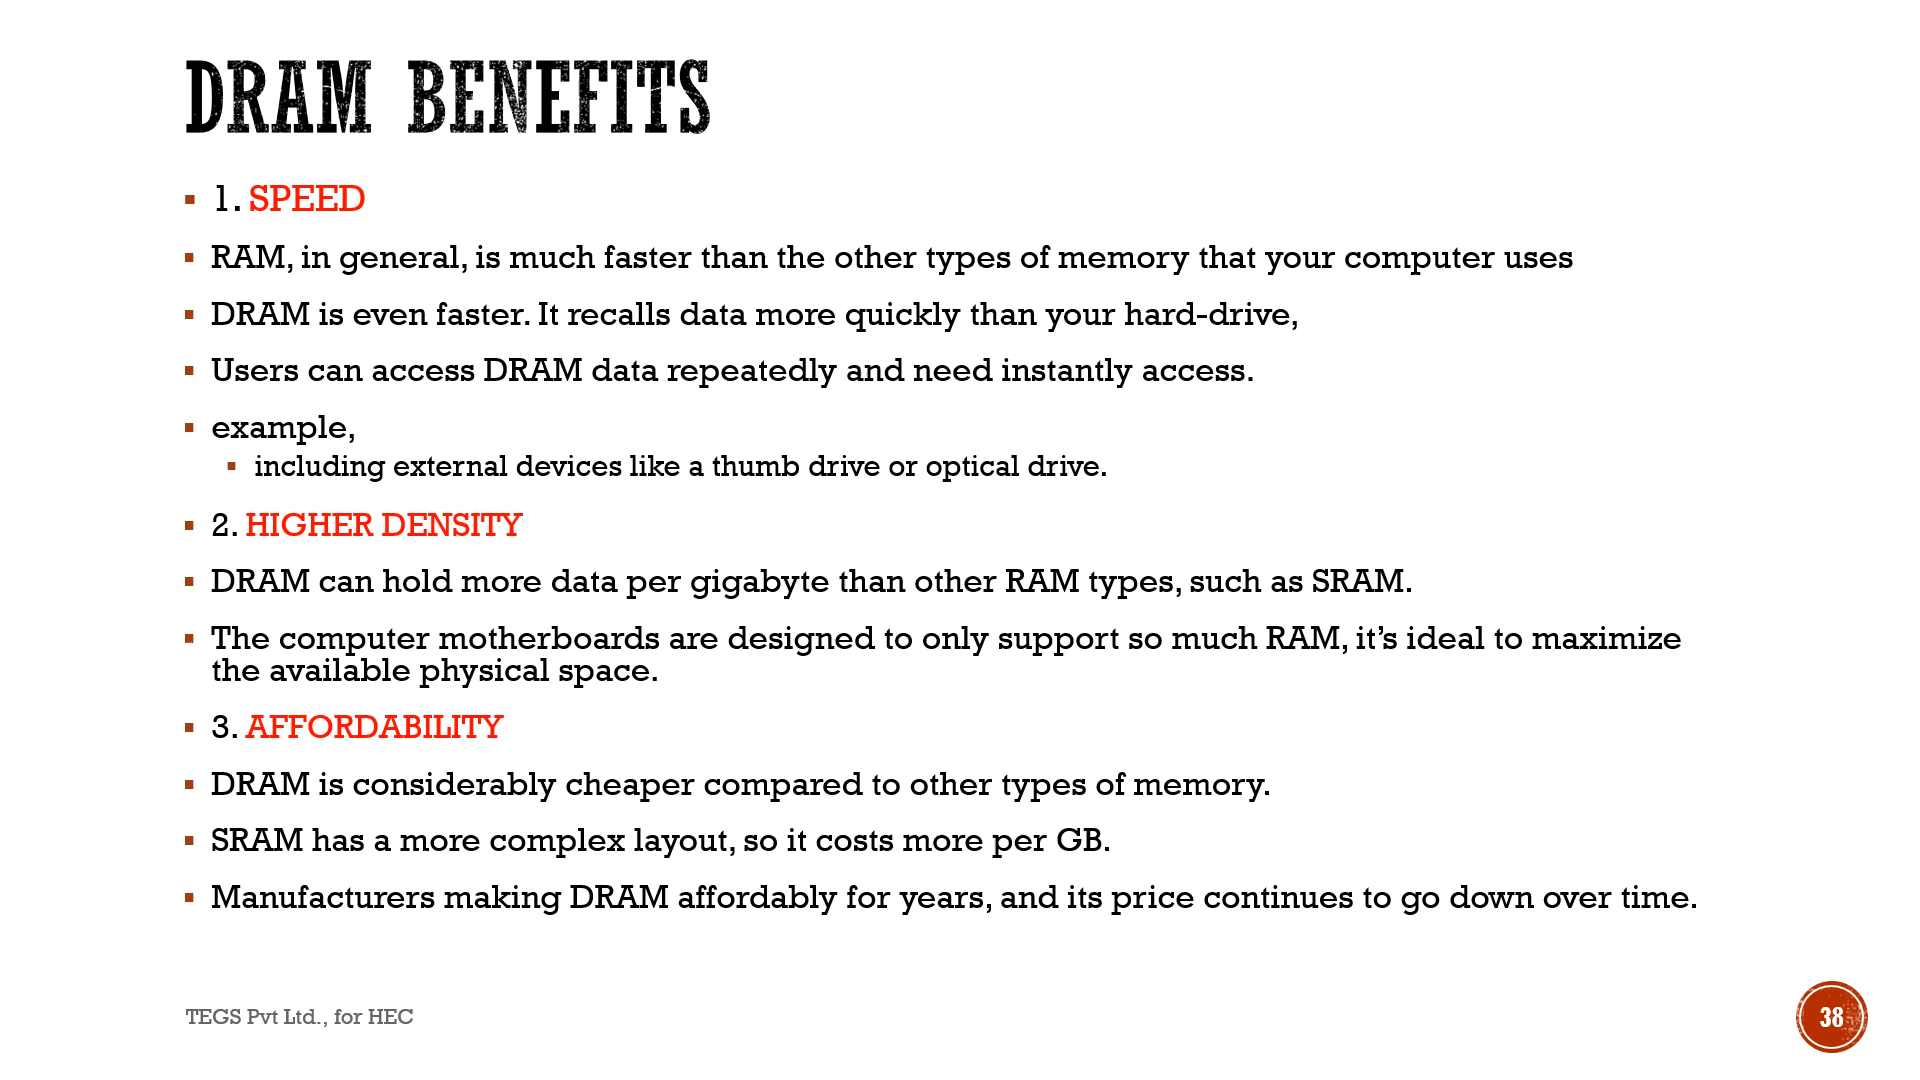 DRAM BENEFITS
1. SPEED
RAM, in general, is much faster than the other types of memory that your computer uses
DRAM is even faster. It recalls data more quickly than your hard-drive,
Users can access DRAM data repeatedly and need instantly access.
example,
including external devices like a thumb drive or optical drive.
2. HIGHER DENSITY
DRAM can hold more data per gigabyte than other RAM types, such as SRAM.
The computer motherboards are designed to only support so much RAM, it’s ideal to maximize
the available physical space.
3. AFFORDABILITY
DRAM is considerably cheaper compared to other types of memory.
SRAM has a more complex layout, so it costs more per GB.
Manufacturers making DRAM affordably for years, and its price continues to go down over time.
TEGS Pvt Ltd., for HEC
38